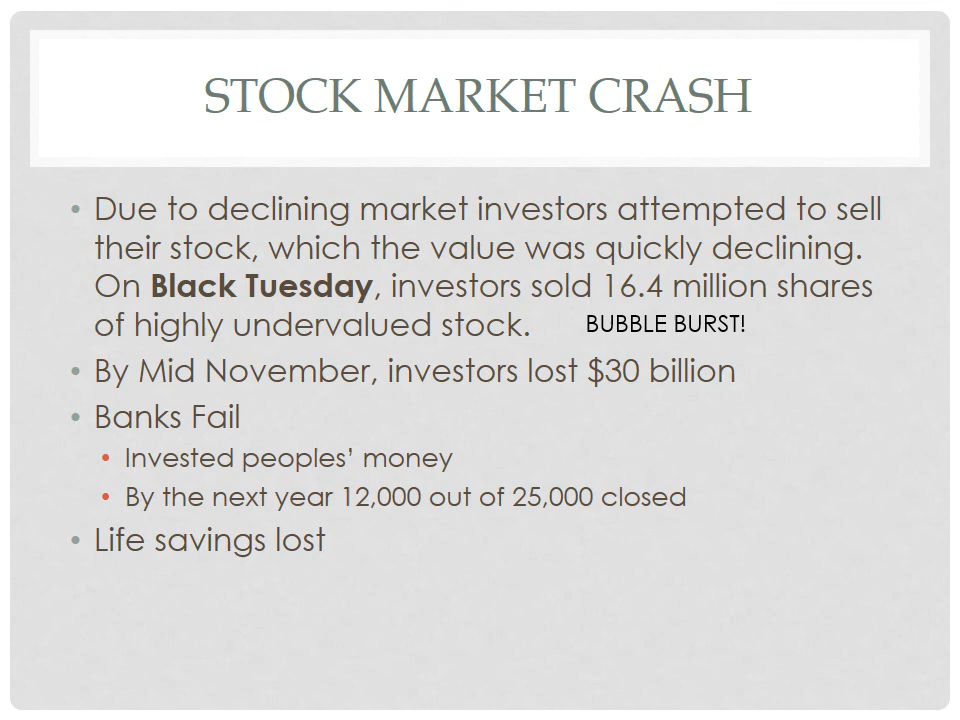 STOCK MARKET CRASH
• Due to declining market investors attempted to sell
their stock, which the value was quickly declining.
On Black Tuesday, investors sold 16.4 million shares
of highly undervalued stock. BUBBLE BURST!
• By Mid November, investors lost $30 billion
• Banks Fail
• Invested peoples’ money
• By the next year 12,000 out of 25,000 closed
• Life savings lost